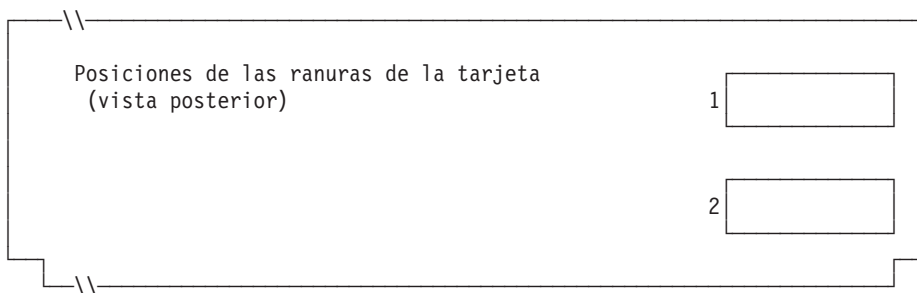 Posiciones de las ranuras de la tarjeta
(vista posterior)
1
2